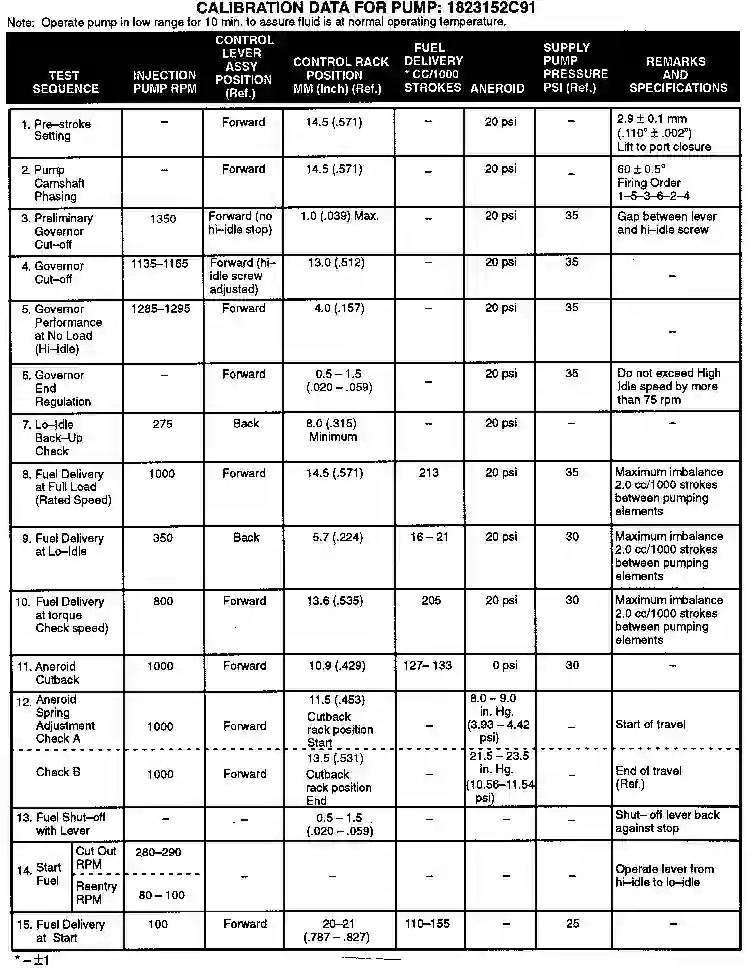 CALIBRATION DATA FOR PUMP: 1823152C91
Note: Operate pump in low range for 10 min. to assure fluid is at normal operating temperature.
TEST SEQUENCE | INJECTION PUMP RPM | CONTROL LEVER ASSY POSITION (Ref.) | CONTROL RACK POSITION MM (Inch) (Ref.) | FUEL DELIVERY * CC/1000 STROKES | ANEROID | SUPPLY PUMP PRESSURE PSI (Ref.) | REMARKS AND SPECIFICATIONS
1. Pre–stroke Setting | – | Forward | 14.5 (.571) | – | 20 psi | – | 2.9 ± 0.1 mm (.110" ± .002") Lift to port closure
2. Pump Camshaft Phasing | – | Forward | 14.5 (.571) | – | 20 psi | – | 60 ± 0.5° Firing Order 1–5–3–6–2–4
3. Preliminary Governor Cut–off | 1350 | Forward (no hi–idle stop) | 1.0 (.039) Max. | – | 20 psi | 35 | Gap between lever and hi–idle screw
4. Governor Cut–off | 1135–1165 | Forward (hi–idle screw adjusted) | 13.0 (.512) | – | 20 psi | 35 | –
5. Governor Performance at No Load (Hi–idle) | 1285–1295 | Forward | 4.0 (.157) | – | 20 psi | 35 | –
6. Governor End Regulation | – | Forward | 0.5 – 1.5 (.020 – .059) | – | 20 psi | 35 | Do not exceed High Idle speed by more than 75 rpm
7. Lo–Idle Back–Up Check | 275 | Back | 8.0 (.315) Minimum | – | 20 psi | – | –
8. Fuel Delivery at Full Load (Rated Speed) | 1000 | Forward | 14.5 (.571) | 213 | 20 psi | 35 | Maximum imbalance 2.0 cc/1000 strokes between pumping elements
9. Fuel Delivery at Lo–Idle | 350 | Back | 5.7 (.224) | 16 – 21 | 20 psi | 30 | Maximum imbalance 2.0 cc/1000 strokes between pumping elements
10. Fuel Delivery at torque Check speed) | 800 | Forward | 13.6 (.535) | 205 | 20 psi | 30 | Maximum imbalance 2.0 cc/1000 strokes between pumping elements
11. Aneroid Cutback | 1000 | Forward | 10.9 (.429) | 127– 133 | 0 psi | 30 | –
12. Aneroid Spring Adjustment Check A | 1000 | Forward | 11.5 (.453) Cutback rack position Start | – | 8.0 – 9.0 in. Hg. (3.93 – 4.42 psi) | – | Start of travel
Check B | 1000 | Forward | 13.5 (.531) Cutback rack position End | – | 21.5 – 23.5 in. Hg. (10.56–11.54 psi) | – | End of travel (Ref.)
13. Fuel Shut–off with Lever | – | – | 0.5 – 1.5 (.020 – .059) | – | – | – | Shut– off lever back against stop
14. Start Fuel | Cut Out RPM | 280–290 | – | – | – | – | – | Operate lever from hi–idle to lo–idle
Reentry RPM | 80 – 100
15. Fuel Delivery at Start | 100 | Forward | 20–21 (.787 – .827) | 110–155 | – | 25 | –
* – ±1